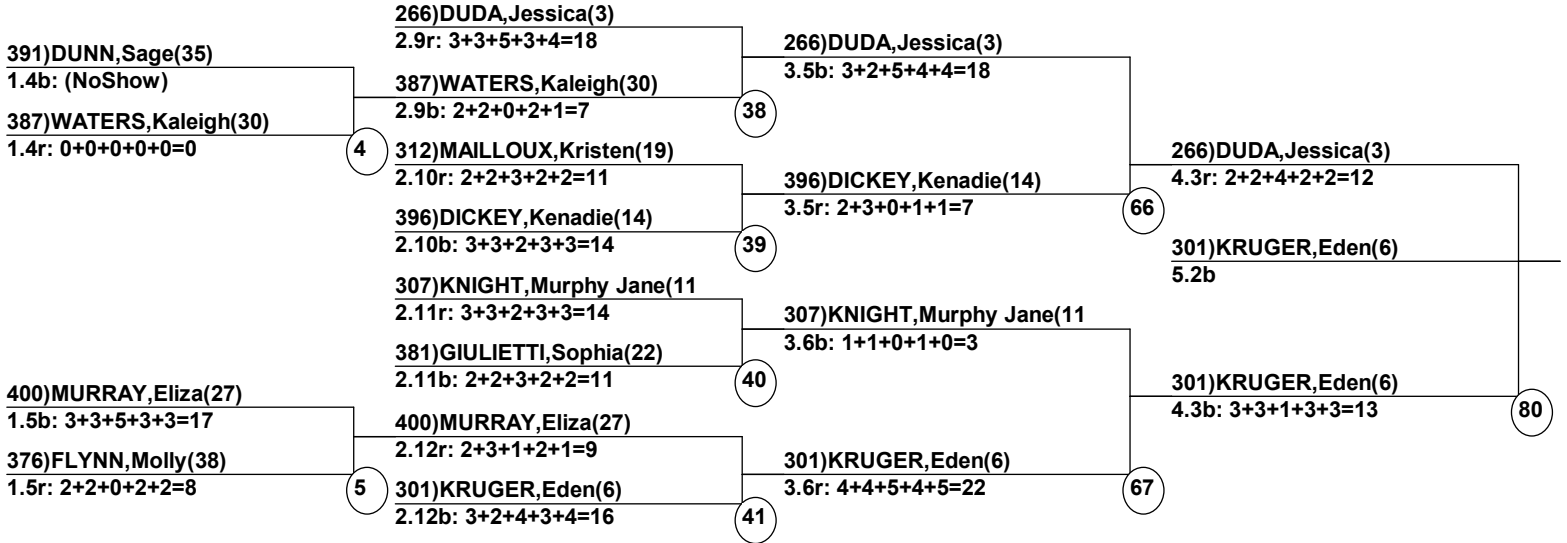 391)DUNN,Sage(35)
1.4b: (NoShow)
387)WATERS,Kaleigh(30)
1.4r: 0+0+0+0+0=0
4
400)MURRAY,Eliza(27)
1.5b: 3+3+5+3+3=17
376)FLYNN,Molly(38)
1.5r: 2+2+0+2+2=8
5
266)DUDA,Jessica(3)
2.9r: 3+3+5+3+4=18
387)WATERS,Kaleigh(30)
2.9b: 2+2+0+2+1=7
38
312)MAILLOUX,Kristen(19)
2.10r: 2+2+3+2+2=11
396)DICKEY,Kenadie(14)
2.10b: 3+3+2+3+3=14
39
307)KNIGHT,Murphy Jane(11
2.11r: 3+3+2+3+3=14
381)GIULIETTI,Sophia(22)
2.11b: 2+2+3+2+2=11
40
400)MURRAY,Eliza(27)
2.12r: 2+3+1+2+1=9
301)KRUGER,Eden(6)
2.12b: 3+2+4+3+4=16
41
266)DUDA,Jessica(3)
3.5b: 3+2+5+4+4=18
396)DICKEY,Kenadie(14)
3.5r: 2+3+0+1+1=7
66
307)KNIGHT,Murphy Jane(11
3.6b: 1+1+0+1+0=3
301)KRUGER,Eden(6)
3.6r: 4+4+5+4+5=22
67
266)DUDA,Jessica(3)
4.3r: 2+2+4+2+2=12
301)KRUGER,Eden(6)
4.3b: 3+3+1+3+3=13
80
301)KRUGER,Eden(6)
5.2b